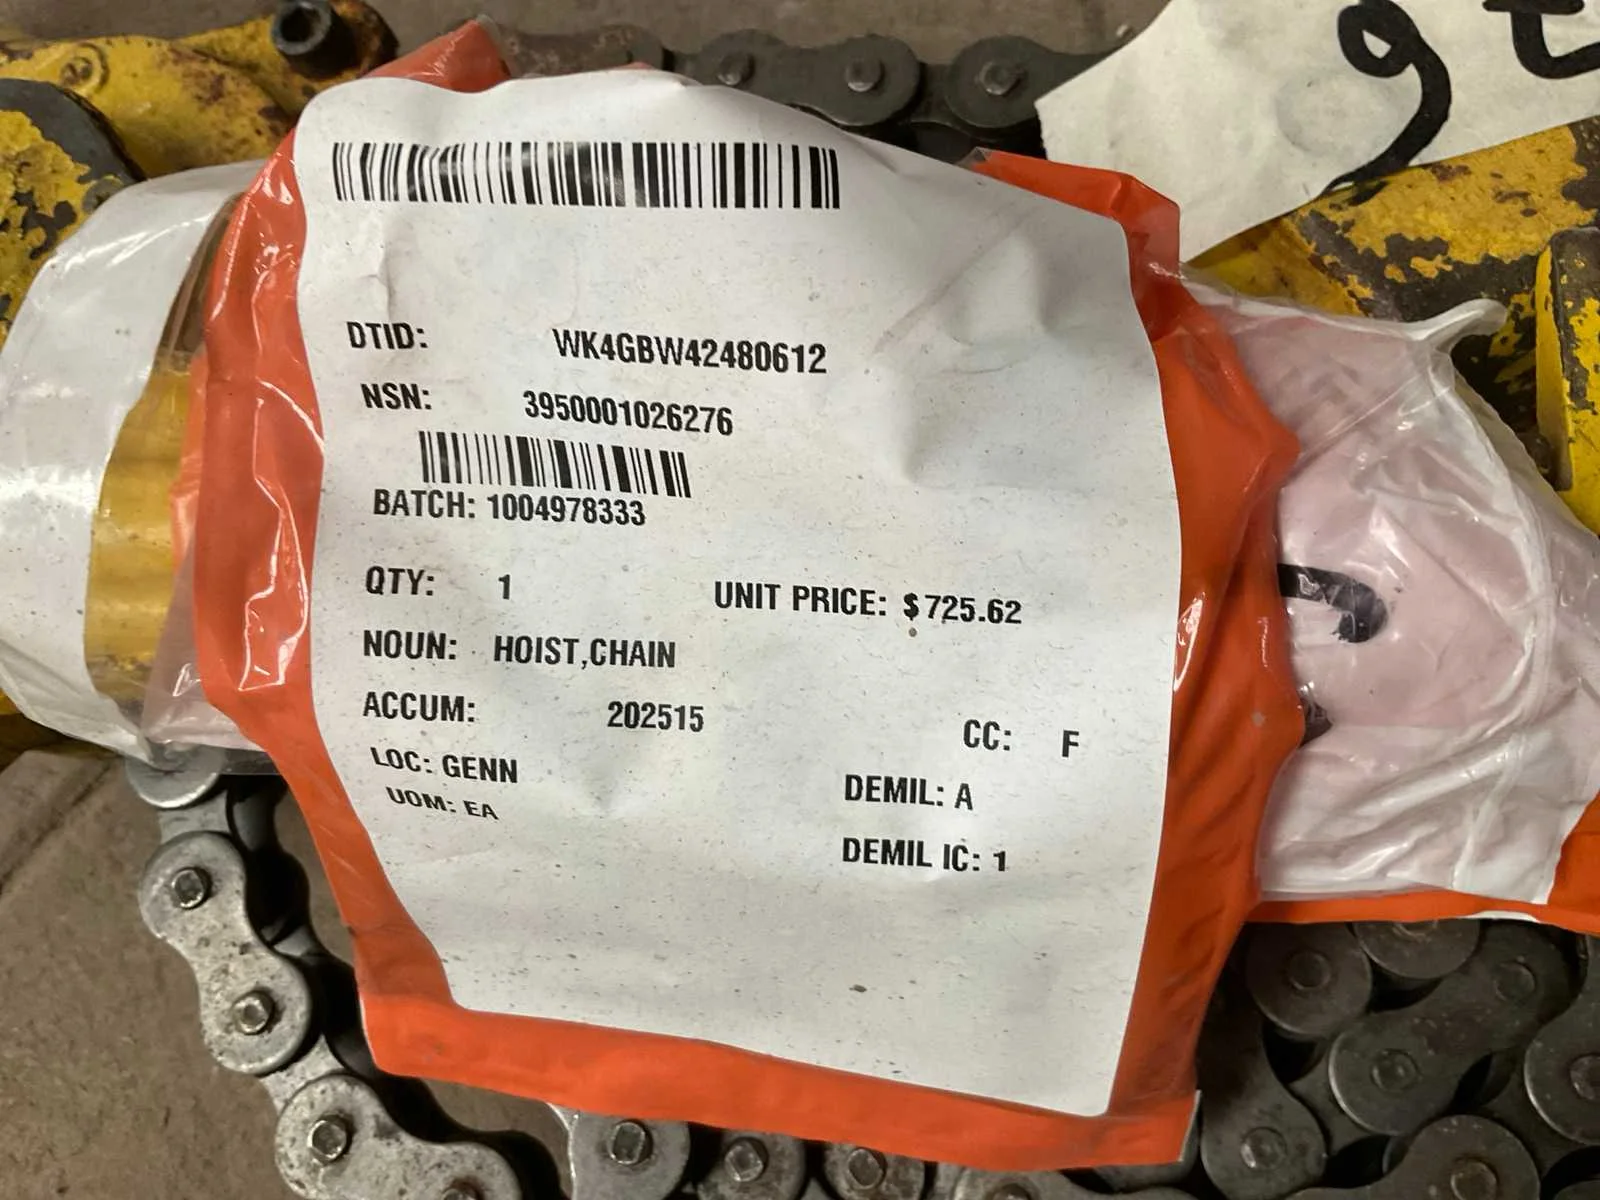 DTID: WK4GBW42480612
NSN: 3950001026276
BATCH: 1004978333
QTY: 1 UNIT PRICE: $725.62
NOUN: HOIST,CHAIN
ACCUM: 202515
CC: F
LOC: GENN
DEMIL: A
UOM: EA
DEMIL IC: 1